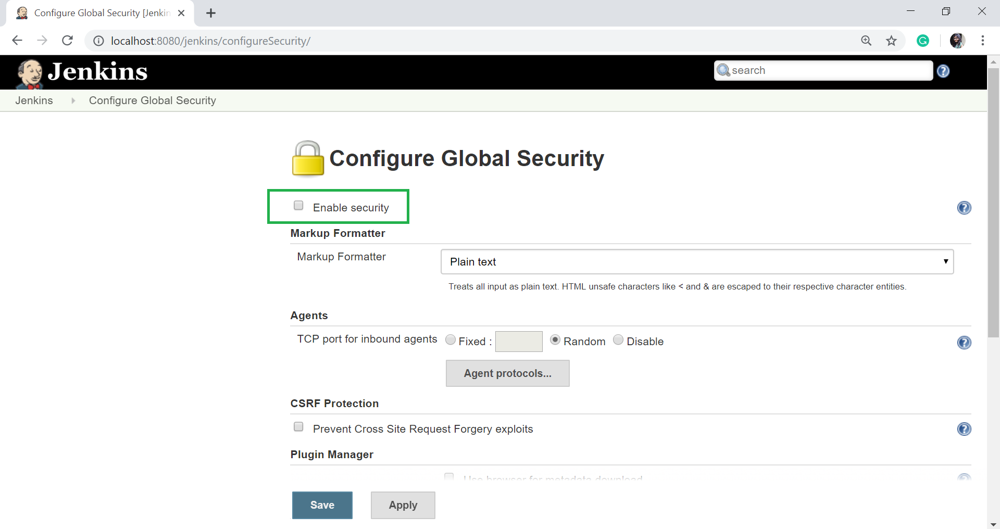 Configure Global Security [Jenkin
localhost:8080/jenkins/configureSecurity/
Jenkins
search
Jenkins Configure Global Security
Configure Global Security
Enable security
Markup Formatter
Markup Formatter
Plain text
Treats all input as plain text. HTML unsafe characters like < and & are escaped to their respective character entities.
Agents
TCP port for inbound agents Fixed : Random Disable
Agent protocols...
CSRF Protection
Prevent Cross Site Request Forgery exploits
Plugin Manager
Use browser for metadata download
Save Apply